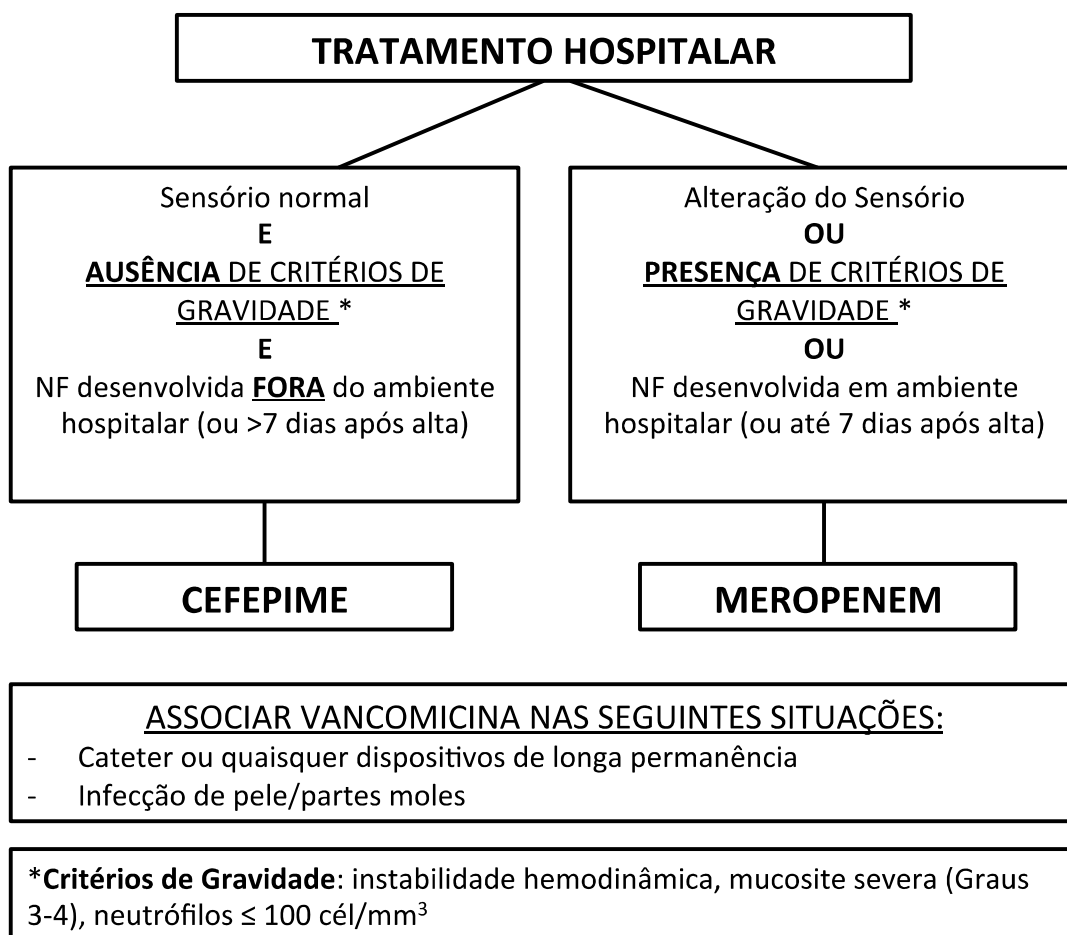 TRATAMENTO HOSPITALAR
Sensório normal
E
AUSÊNCIA DE CRITÉRIOS DE
GRAVIDADE *
E
NF desenvolvida FORA do ambiente
hospitalar (ou >7 dias após alta)
CEFEPIME
Alteração do Sensório
OU
PRESENÇA DE CRITÉRIOS DE
GRAVIDADE *
OU
NF desenvolvida em ambiente
hospitalar (ou até 7 dias após alta)
MEROPENEM
ASSOCIAR VANCOMICINA NAS SEGUINTES SITUAÇÕES:
- Cateter ou quaisquer dispositivos de longa permanência
- Infecção de pele/partes moles
*Critérios de Gravidade: instabilidade hemodinâmica, mucosite severa (Graus
3-4), neutrófilos ≤ 100 cél/mm³